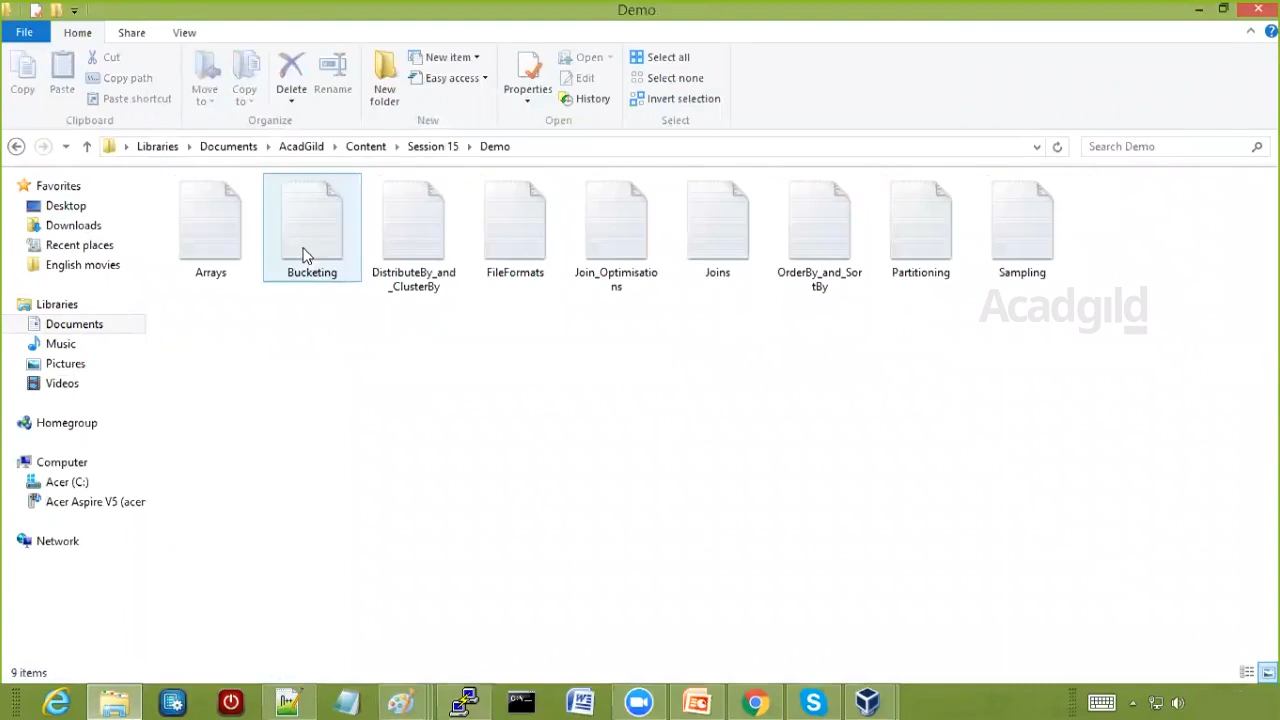 Demo
File Home Share View
Copy
Paste
Cut
Copy path
Paste shortcut
Clipboard
Move to
Copy to
Delete
Rename
Organize
New folder
New item
Easy access
New
Properties
Open
Edit
History
Open
Select all
Select none
Invert selection
Select
Libraries Documents AcadGild Content Session 15 Demo
Search Demo
Favorites
Desktop
Downloads
Recent places
English movies
Libraries
Documents
Music
Pictures
Videos
Homegroup
Computer
Acer (C:)
Acer Aspire V5 (acer
Network
Arrays
Bucketing
DistributeBy_and
_ClusterBy
FileFormats
Join_Optimisatio
ns
Joins
OrderBy_and_Sor
tBy
Partitioning
Sampling
Acadgild
9 items